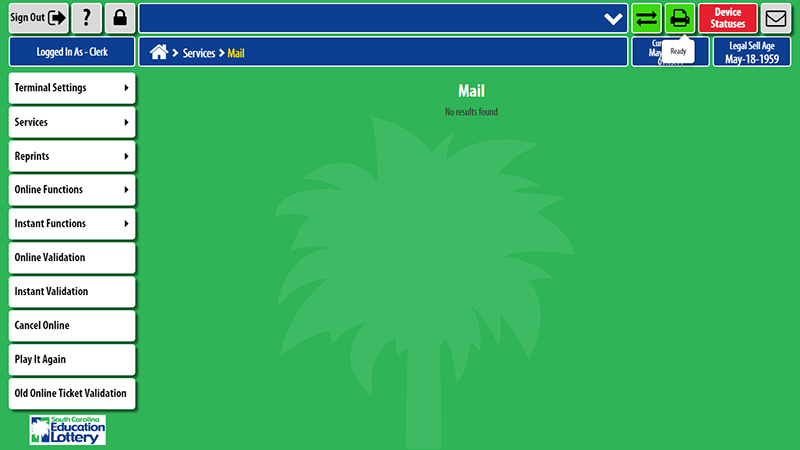 Sign Out
?
Device
Statuses
Logged In As - Clerk
Services
Mail
Ready
Legal Sell Age
May-18-1959
Terminal Settings
Mail
No results found
Services
Reprints
Online Functions
Instant Functions
Online Validation
Instant Validation
Cancel Online
Play It Again
Old Online Ticket Validation
South Carolina
Education
Lottery